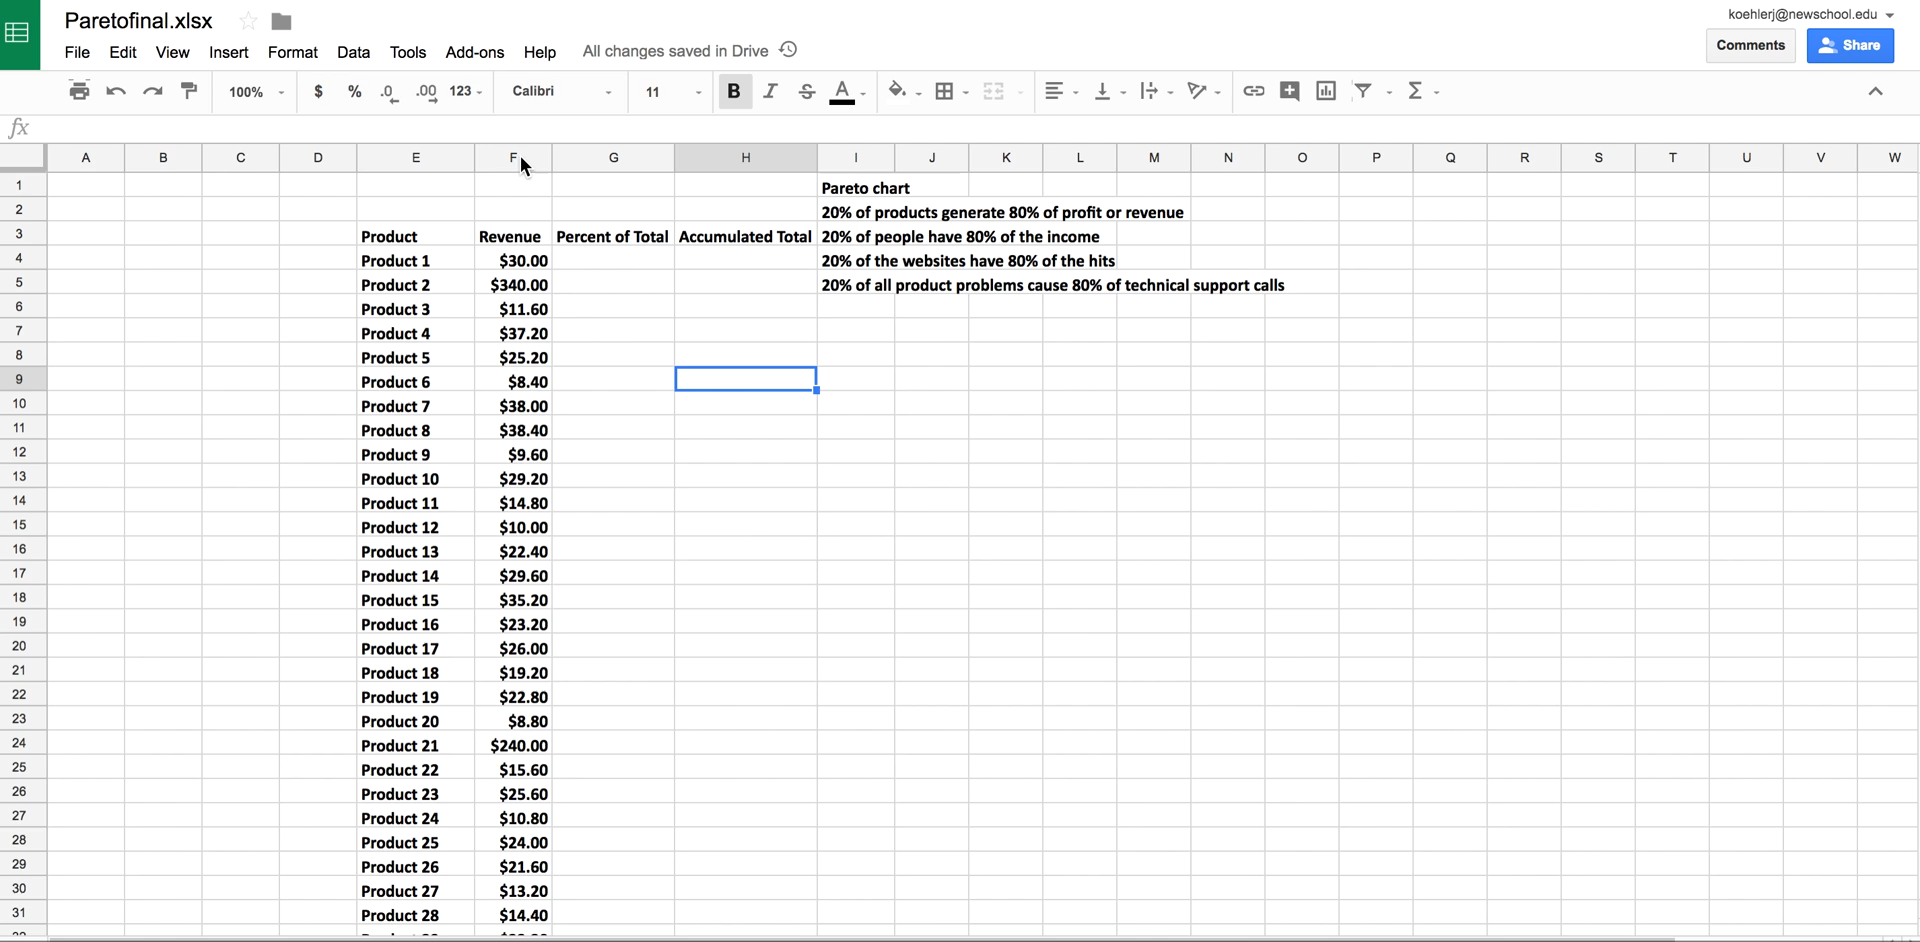 Paretofinal.xlsx
koehlerj@newschool.edu
File Edit View Insert Format Data Tools Add-ons Help All changes saved in Drive
Comments Share
100% $ % .0 .00 123 Calibri 11 B I S A Σ
fx
A B C D E F G H I J K L M N O P Q R S T U V W
1 Pareto chart
2 20% of products generate 80% of profit or revenue
3 Product Revenue Percent of Total Accumulated Total 20% of people have 80% of the income
4 Product 1 $30.00 20% of the websites have 80% of the hits
5 Product 2 $340.00 20% of all product problems cause 80% of technical support calls
6 Product 3 $11.60
7 Product 4 $37.20
8 Product 5 $25.20
9 Product 6 $8.40
10 Product 7 $38.00
11 Product 8 $38.40
12 Product 9 $9.60
13 Product 10 $29.20
14 Product 11 $14.80
15 Product 12 $10.00
16 Product 13 $22.40
17 Product 14 $29.60
18 Product 15 $35.20
19 Product 16 $23.20
20 Product 17 $26.00
21 Product 18 $19.20
22 Product 19 $22.80
23 Product 20 $8.80
24 Product 21 $240.00
25 Product 22 $15.60
26 Product 23 $25.60
27 Product 24 $10.80
28 Product 25 $24.00
29 Product 26 $21.60
30 Product 27 $13.20
31 Product 28 $14.40